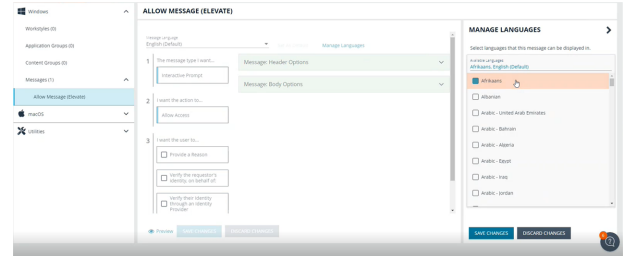 Windows
Workstyles (0)
Application Groups (0)
Content Groups (0)
Messages (1)
Allow Message (Elevate)
macOS
Utilities
ALLOW MESSAGE (ELEVATE)
Message Language
English (Default)
Manage Languages
1 The message type I want...
Interactive Prompt
2 I want the action to...
Allow Access
3 I want the user to...
Provide a Reason
Verify the requestor's
identity, on behalf of:
Verify their identity
through an Identity
Provider
Message: Header Options
Message: Body Options
Preview SAVE CHANGES DISCARD CHANGES
MANAGE LANGUAGES
Select languages that this message can be displayed in.
Available Languages
Afrikaans, English (Default)
Afrikaans
Albanian
Arabic - United Arab Emirates
Arabic - Bahrain
Arabic - Algeria
Arabic - Egypt
Arabic - Iraq
Arabic - Jordan
SAVE CHANGES DISCARD CHANGES